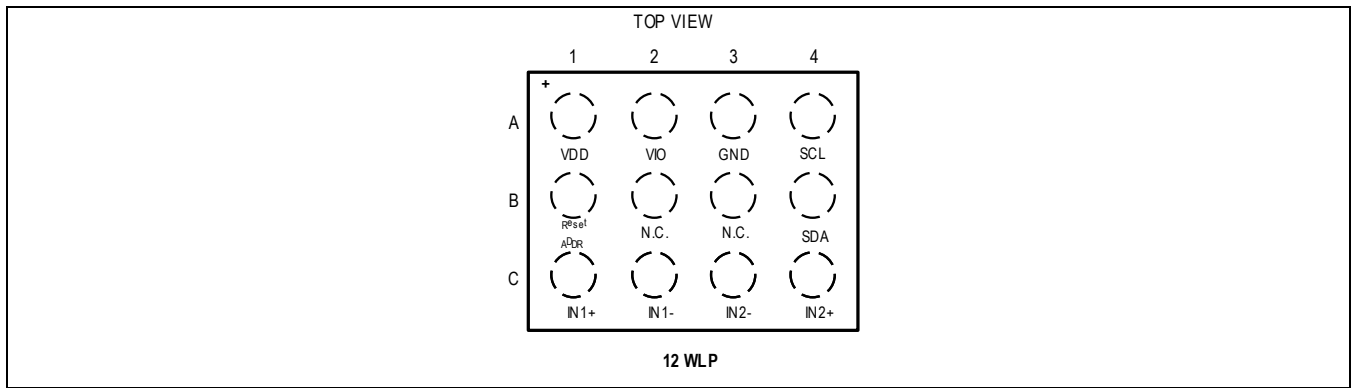 TOP VIEW
1 2 3 4
+
A
VDD VIO GND SCL
B
Reset
ADDR N.C. N.C. SDA
C
IN1+ IN1- IN2- IN2+
12 WLP